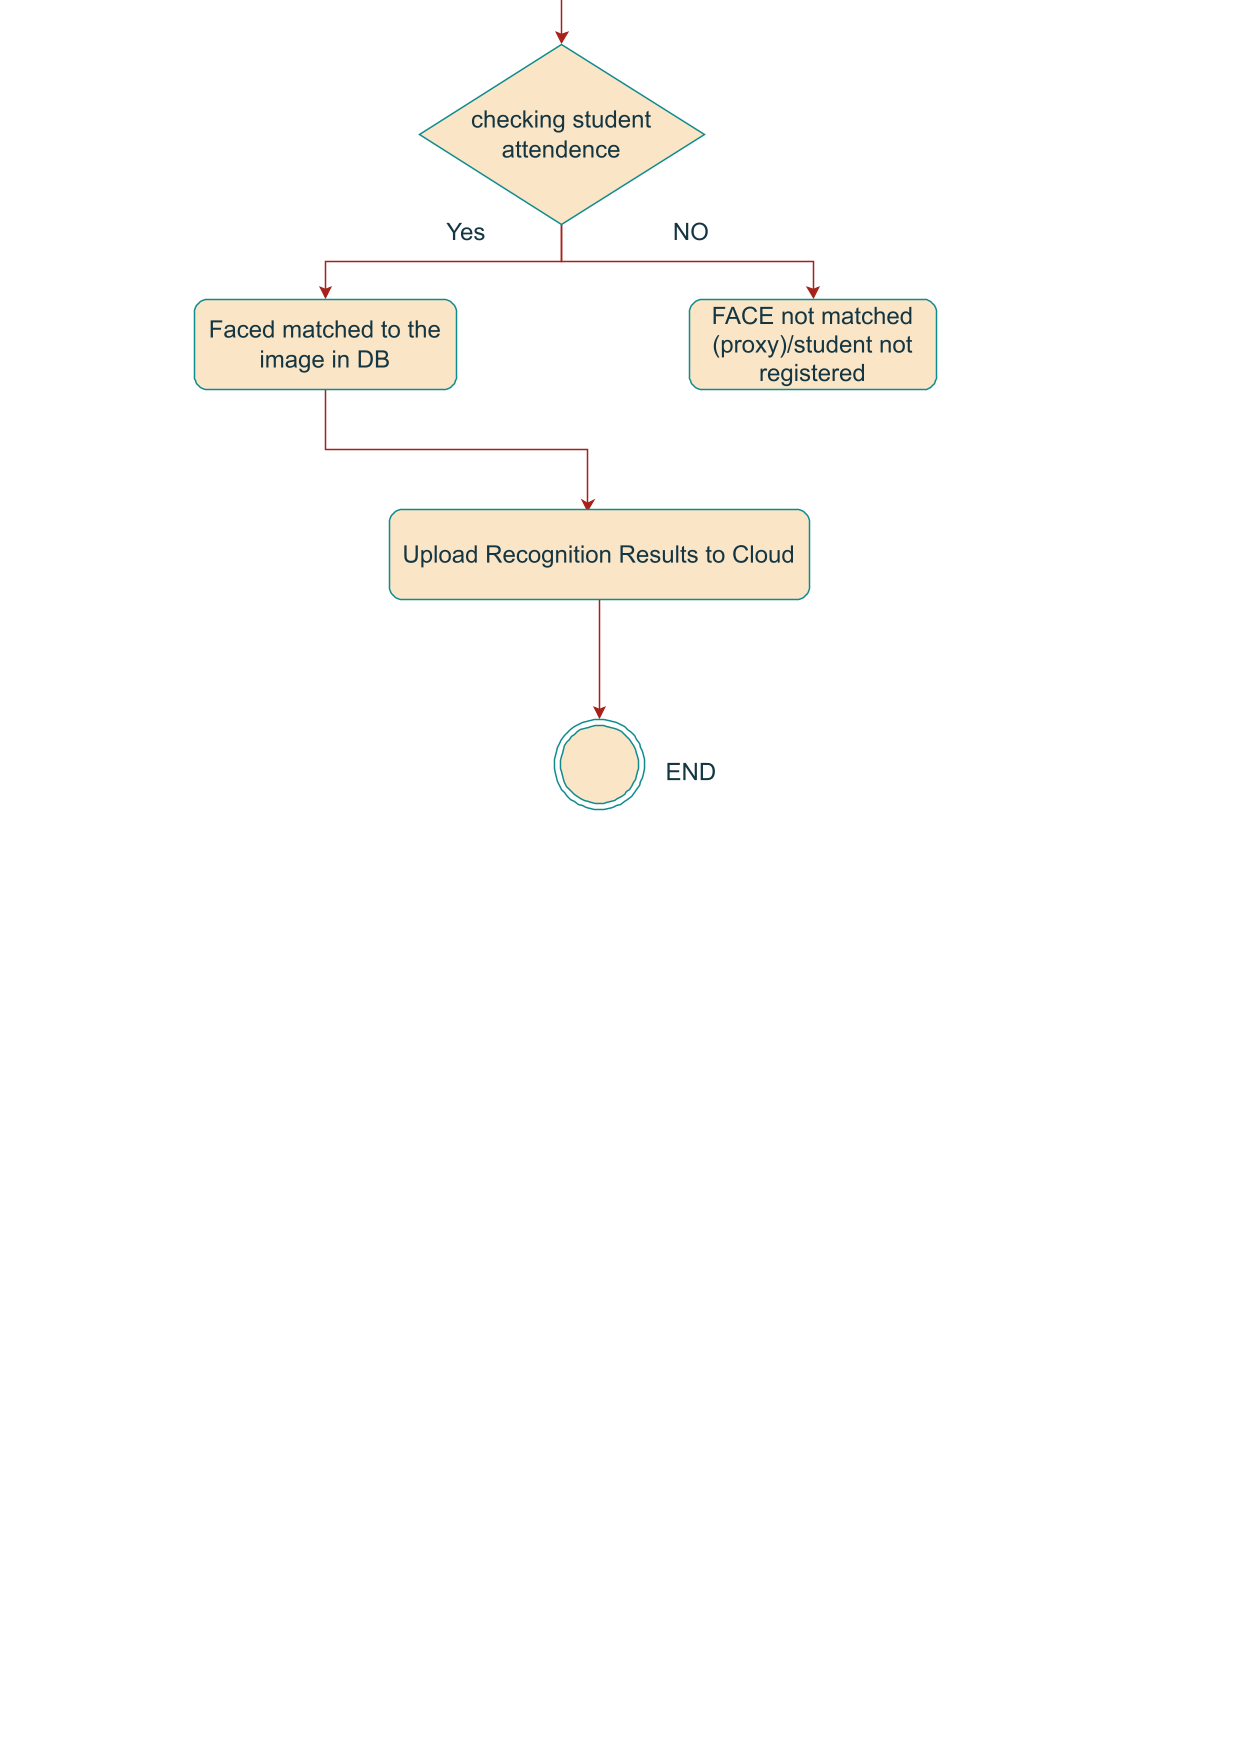 checking student
attendence
Yes
NO
Faced matched to the
image in DB
FACE not matched
(proxy)/student not
registered
Upload Recognition Results to Cloud
END